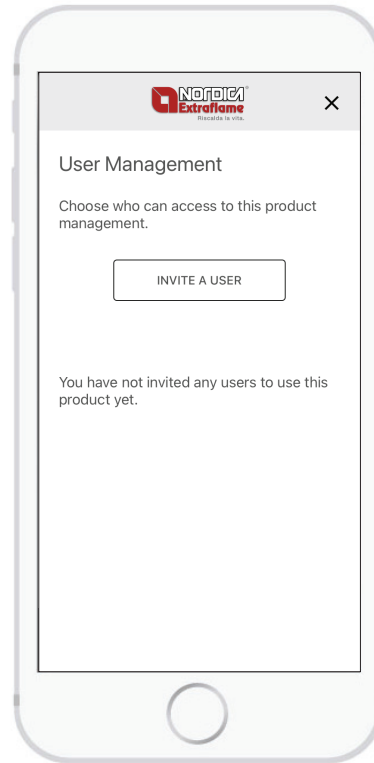 NORDICA®
Extraflame
Riscalda la vita.
User Management
Choose who can access to this product
management.
INVITE A USER
You have not invited any users to use this
product yet.